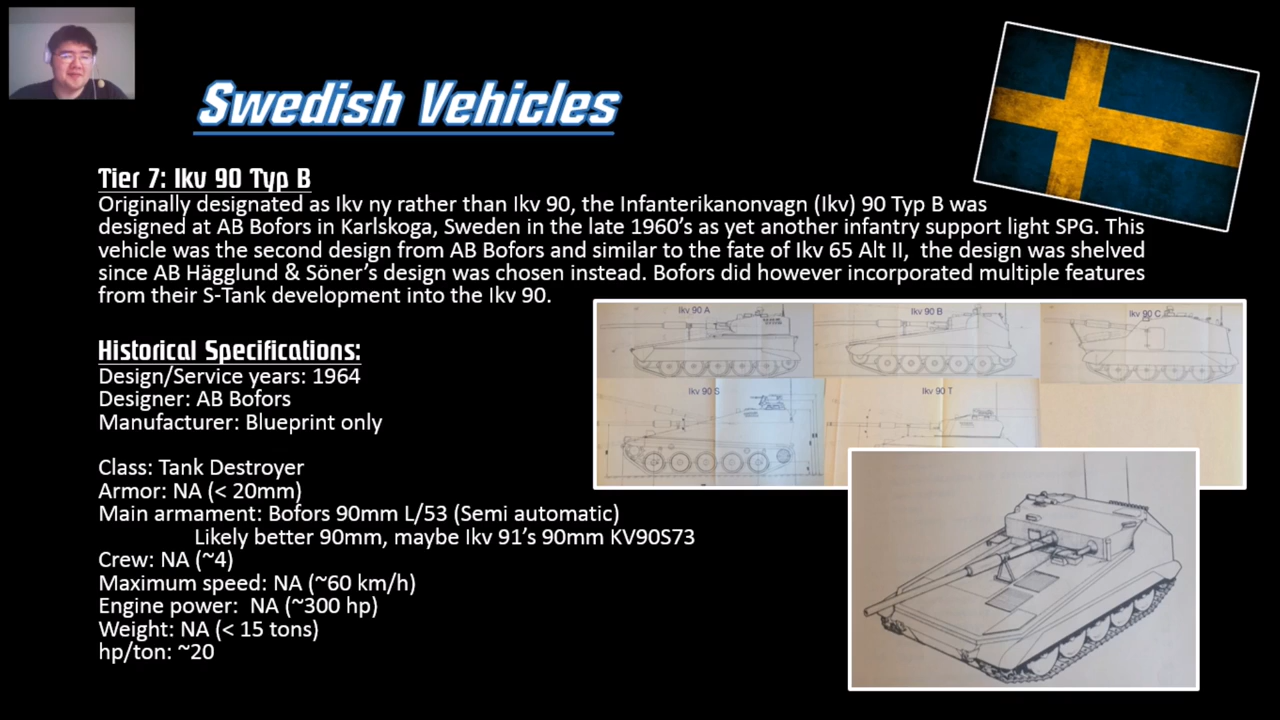 Swedish Vehicles
Tier 7: Ikv 90 Typ B
Originally designated as Ikv ny rather than Ikv 90, the Infanterikanonvagn (Ikv) 90 Typ B was
designed at AB Bofors in Karlskoga, Sweden in the late 1960's as yet another infantry support light SPG. This
vehicle was the second design from AB Bofors and similar to the fate of Ikv 65 Alt II, the design was shelved
since AB Hägglund & Söner's design was chosen instead. Bofors did however incorporated multiple features
from their S-Tank development into the Ikv 90.
Historical Specifications:
Design/Service years: 1964
Designer: AB Bofors
Manufacturer: Blueprint only
Class: Tank Destroyer
Armor: NA (< 20mm)
Main armament: Bofors 90mm L/53 (Semi automatic)
Likely better 90mm, maybe Ikv 91's 90mm KV90S73
Crew: NA (~4)
Maximum speed: NA (~60 km/h)
Engine power: NA (~300 hp)
Weight: NA (< 15 tons)
hp/ton: ~20
Ikv 90 A
Ikv 90 B
Ikv 90 C
Ikv 90 S
Ikv 90 T